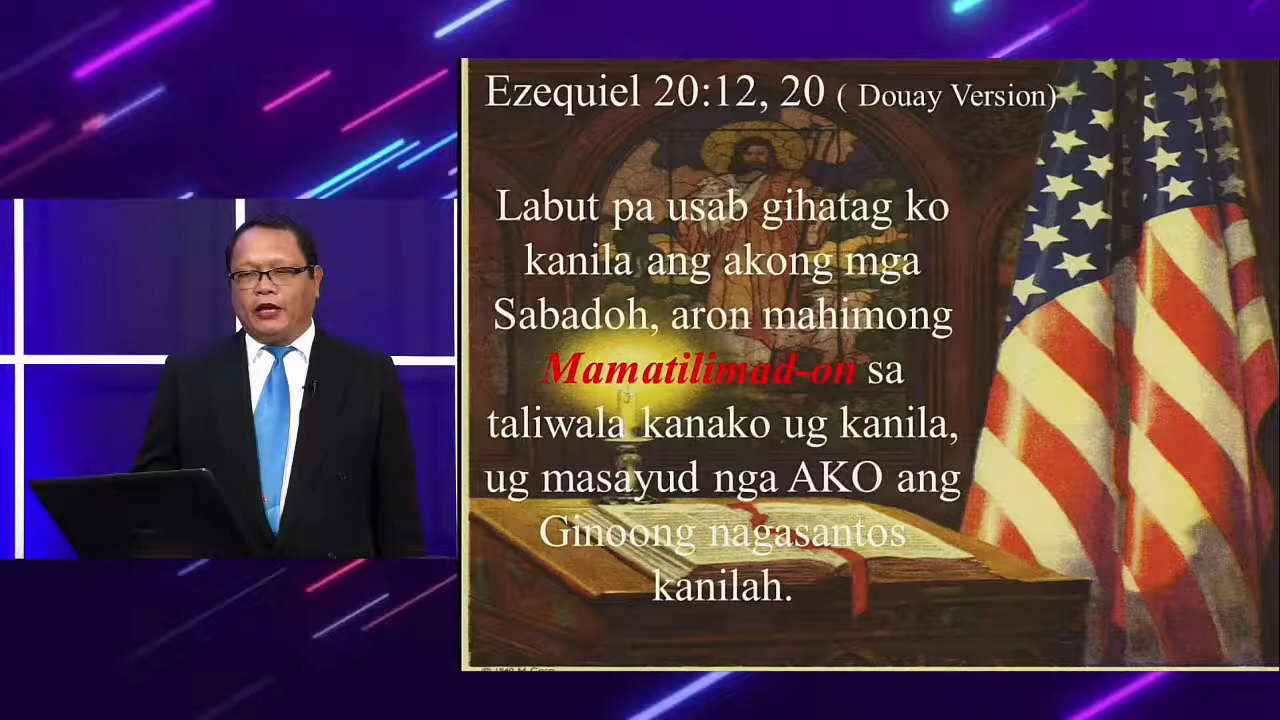 Ezequiel 20:12, 20 ( Douay Version)
Labut pa usab gihatag ko
kanila ang akong mga
Sabadoh, aron mahimong
Mamatilimad-on sa
taliwala kanako ug kanila,
ug masayud nga AKO ang
Ginoong nagasantos
kanilah.